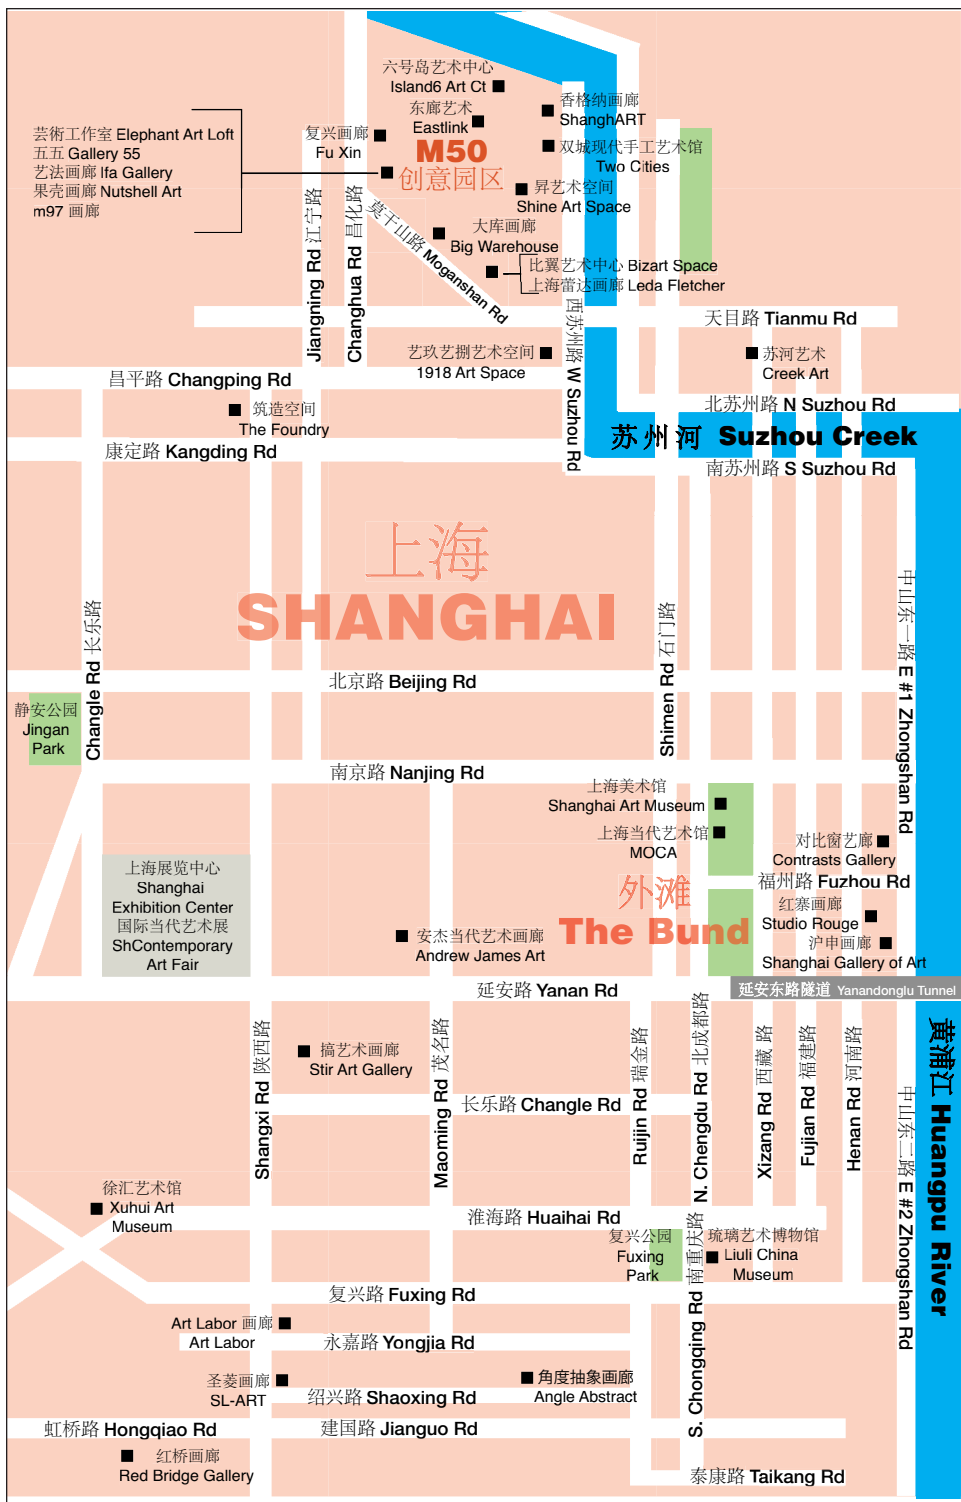 六号岛艺术中心
Island6 Art Ct
东廊艺术
Eastlink
香格纳画廊
ShanghART
芸術工作室 Elephant Art Loft
五五 Gallery 55
艺法画廊 Ifa Gallery
果壳画廊 Nutshell Art
m97 画廊
复兴画廊
Fu Xin
M50
创意园区
双城现代手工艺术馆
Two Cities
昇艺术空间
Shine Art Space
大库画廊
Big Warehouse
比翼艺术中心 Bizart Space
上海雷达画廊 Leda Fletcher
Jiangning Rd 江宁路
Changhua Rd 昌化路
莫干山路 Moganshan Rd
西苏州路 W Suzhou Rd
天目路 Tianmu Rd
艺玖艺捌艺术空间
1918 Art Space
苏河艺术
Creek Art
昌平路 Changping Rd
筑造空间
The Foundry
北苏州路 N Suzhou Rd
苏州河 Suzhou Creek
康定路 Kangding Rd
南苏州路 S Suzhou Rd
上海
SHANGHAI
Changle Rd 长乐路
Shimen Rd 石门路
中山东一路 E #1 Zhongshan Rd
北京路 Beijing Rd
静安公园
Jingan
Park
南京路 Nanjing Rd
上海美术馆
Shanghai Art Museum
上海当代艺术馆
MOCA
对比窗艺廊
Contrasts Gallery
上海展览中心
Shanghai
Exhibition Center
国际当代艺术展
ShContemporary
Art Fair
外滩
The Bund
福州路 Fuzhou Rd
红寨画廊
Studio Rouge
沪申画廊
Shanghai Gallery of Art
安杰当代艺术画廊
Andrew James Art
延安路 Yanan Rd
延安东路隧道 Yanandonglu Tunnel
Shangxi Rd 陕西路
搞艺术画廊
Stir Art Gallery
Maoming Rd 茂名路
Ruijin Rd 瑞金路
N. Chengdu Rd 北成都路
Xizang Rd 西藏 路
Fujian Rd 福建路
Henan Rd 河南路
中山东二路 E #2 Zhongshan Rd
黄浦江 Huangpu River
长乐路 Changle Rd
徐汇艺术馆
Xuhui Art
Museum
淮海路 Huaihai Rd
复兴公园
Fuxing
Park
S. Chongqing Rd 南重庆路
琉璃艺术博物馆
Liuli China
Museum
复兴路 Fuxing Rd
Art Labor 画廊
Art Labor
永嘉路 Yongjia Rd
圣菱画廊
SL-ART
角度抽象画廊
Angle Abstract
绍兴路 Shaoxing Rd
虹桥路 Hongqiao Rd
建国路 Jianguo Rd
红桥画廊
Red Bridge Gallery
泰康路 Taikang Rd